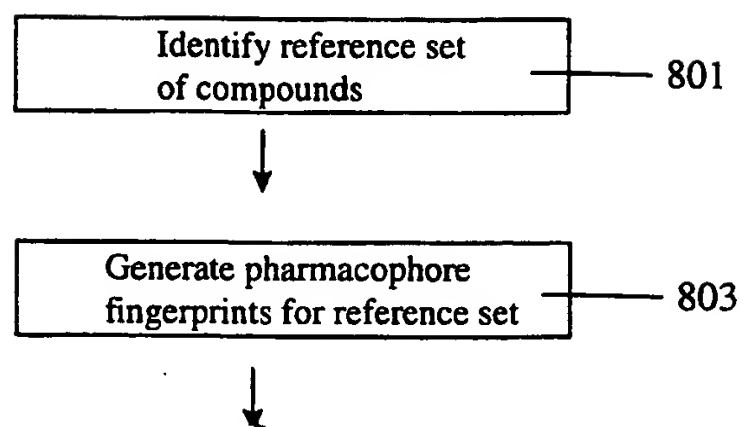 Identify reference set
of compounds
801
Generate pharmacophore
fingerprints for reference set
803